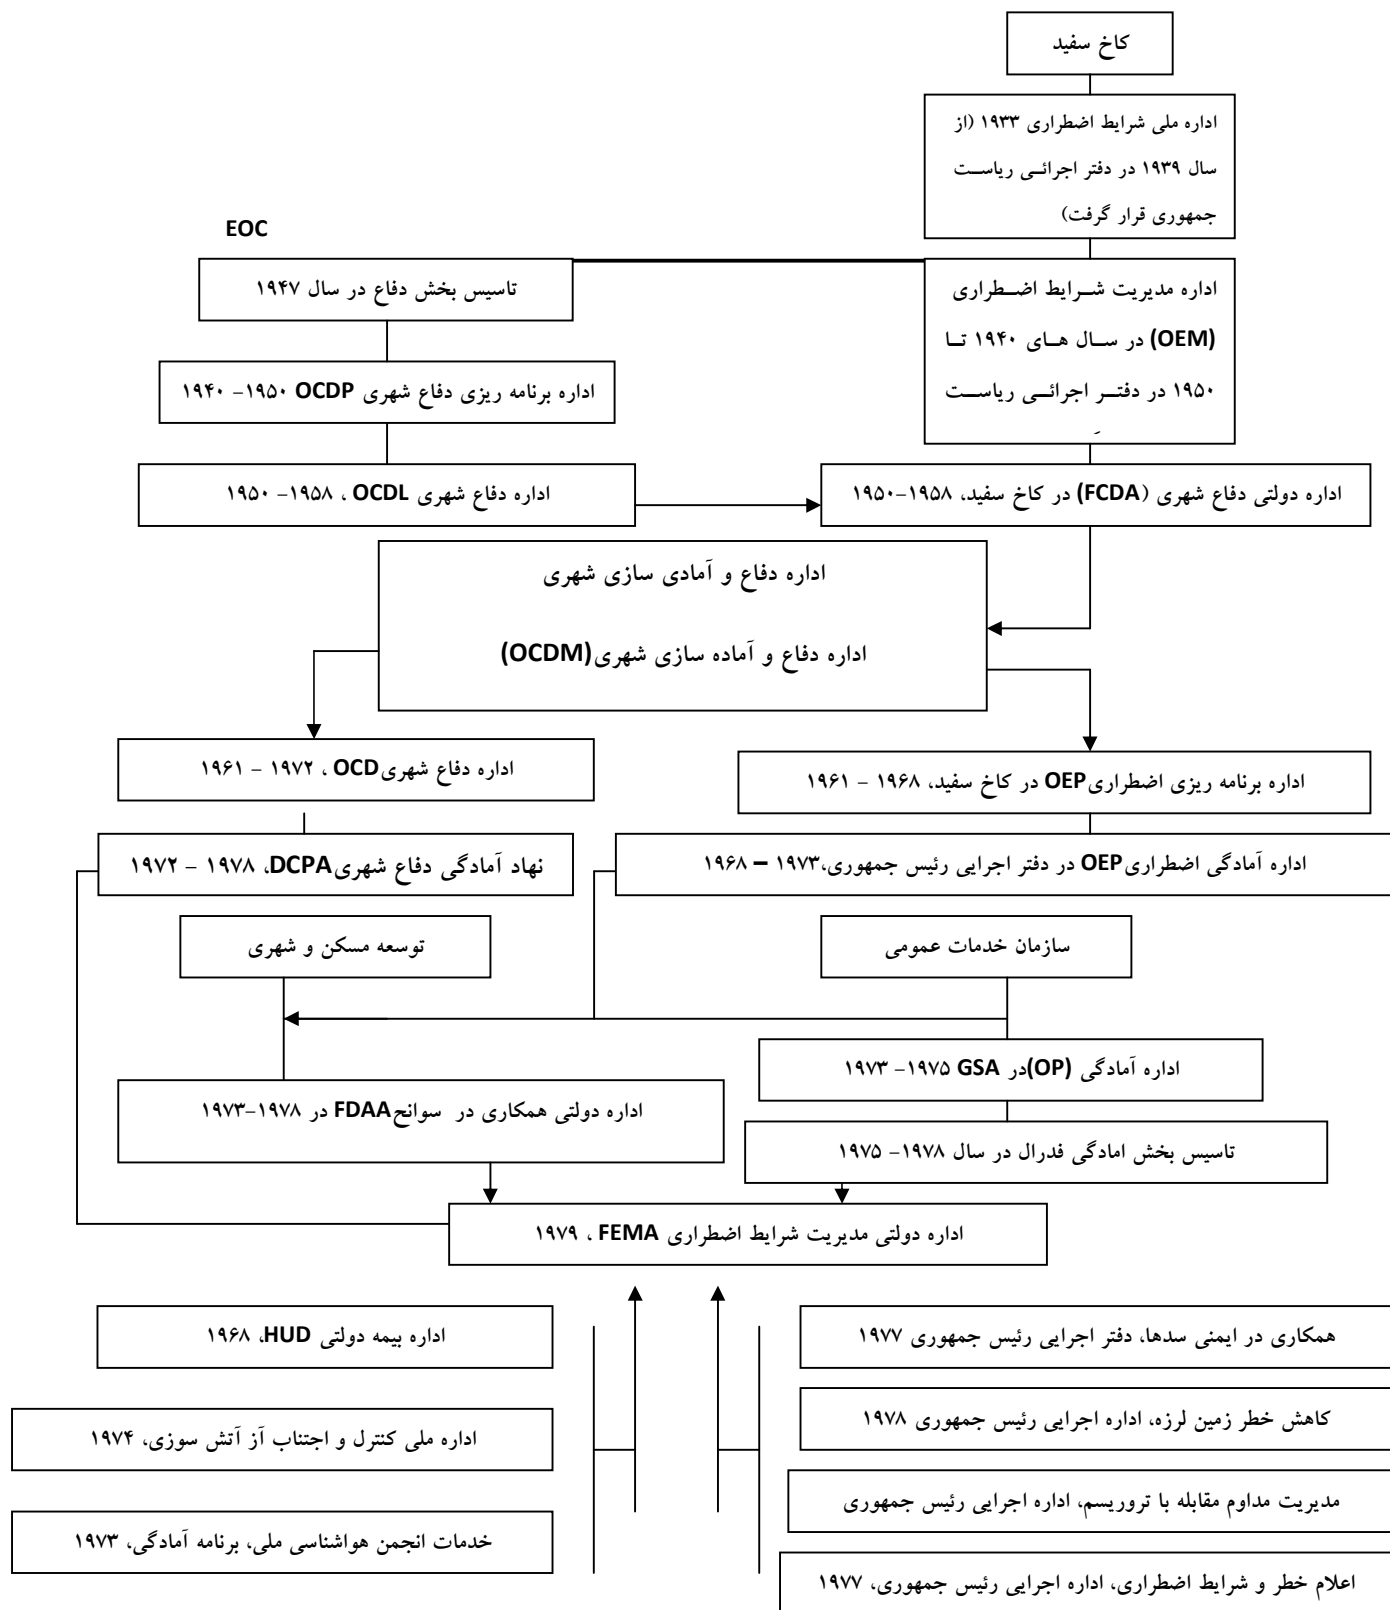 کاخ سفید
اداره ملی شرایط اضطراری ۱۹۳۳ (از
سال ۱۹۳۹ در دفتر اجرائی ریاست
جمهوری قرار گرفت)
EOC
تاسیس بخش دفاع در سال ۱۹۴۷
اداره مدیریت شرایط اضطراری
(OEM) در سال های ۱۹۴۰ تا
۱۹۵۰ در دفتر اجرائی ریاست
اداره برنامه ریزی دفاع شهری OCDP ۱۹۵۰ - ۱۹۴۰
اداره دفاع شهری OCDL ، ۱۹۵۸ - ۱۹۵۰
اداره دولتی دفاع شهری (FCDA) در کاخ سفید، ۱۹۵۸-۱۹۵۰
اداره دفاع و آمادی سازی شهری
اداره دفاع و آماده سازی شهری(OCDM)
اداره دفاع شهریOCD ، ۱۹۷۲ - ۱۹۶۱
اداره برنامه ریزی اضطراریOEP در کاخ سفید، ۱۹۶۸ - ۱۹۶۱
نهاد آمادگی دفاع شهریDCPA، ۱۹۷۸ - ۱۹۷۲
اداره آمادگی اضطراریOEP در دفتر اجرایی رئیس جمهوری،۱۹۷۳ – ۱۹۶۸
توسعه مسکن و شهری
سازمان خدمات عمومی
اداره آمادگی (OP)در GSA ۱۹۷۵ - ۱۹۷۳
اداره دولتی همکاری در سوانحFDAA در ۱۹۷۸-۱۹۷۳
تاسیس بخش امادگی فدرال در سال ۱۹۷۸ - ۱۹۷۵
اداره دولتی مدیریت شرایط اضطراری FEMA ، ۱۹۷۹
اداره بیمه دولتی HUD، ۱۹۶۸
همکاری در ایمنی سدها، دفتر اجرایی رئیس جمهوری ۱۹۷۷
اداره ملی کنترل و اجتناب آز آتش سوزی، ۱۹۷۴
کاهش خطر زمین لرزه، اداره اجرایی رئیس جمهوری ۱۹۷۸
مدیریت مداوم مقابله با تروریسم، اداره اجرایی رئیس جمهوری
خدمات انجمن هواشناسی ملی، برنامه آمادگی، ۱۹۷۳
اعلام خطر و شرایط اضطراری، اداره اجرایی رئیس جمهوری، ۱۹۷۷